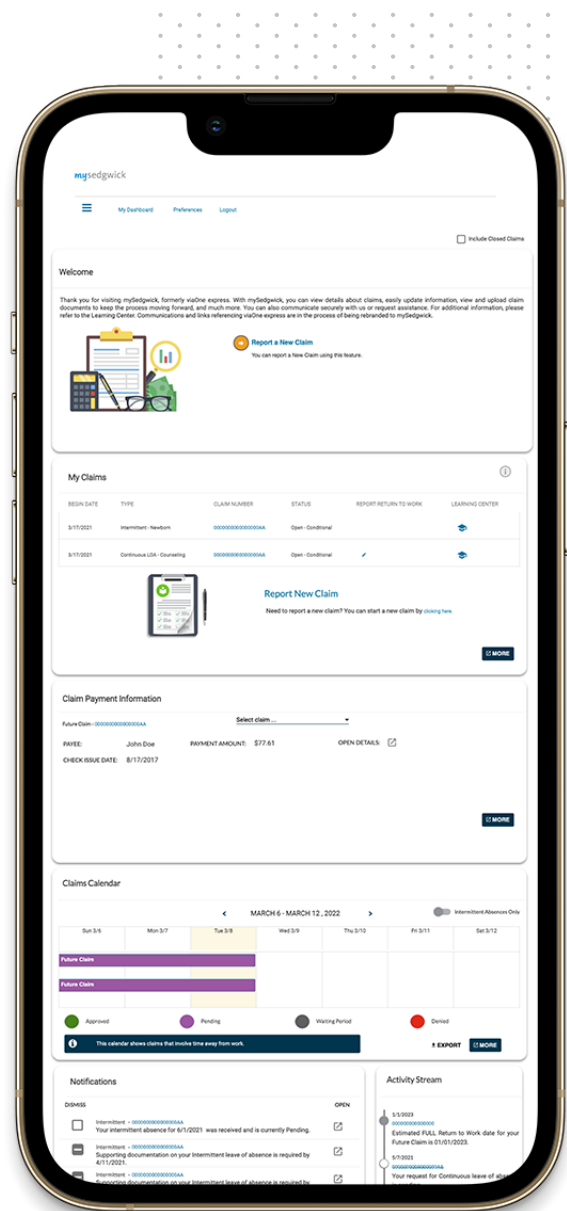 mysedgwick
My Dashboard Preferences Logout
Include Closed Claims
Welcome
Thank you for visiting mySedgwick, formerly viaOne express. With mySedgwick, you can view details about claims, easily update information, view and upload claim
documents to keep the process moving forward, and much more. You can also communicate securely with us or request assistance. For additional information, please
refer to the Learning Center. Communications and links referencing viaOne express are in the process of being rebranded to mySedgwick.
Report a New Claim
You can report a New Claim using this feature.
My Claims
BEGIN DATE TYPE CLAIM NUMBER STATUS REPORT RETURN TO WORK LEARNING CENTER
3/17/2021 Intermittent - Newborn Open - Conditional
3/17/2021 Continuous LOA - Counseling Open - Conditional
Report New Claim
Need to report a new claim? You can start a new claim by clicking here.
MORE
Claim Payment Information
Future Claim - Select claim ...
PAYEE: John Doe PAYMENT AMOUNT: $77.61 OPEN DETAILS:
CHECK ISSUE DATE: 8/17/2017
MORE
Claims Calendar
MARCH 6 - MARCH 12 , 2022 Intermittent Absences Only
Sun 3/6 Mon 3/7 Tue 3/8 Wed 3/9 Thu 3/10 Fri 3/11 Sat 3/12
Future Claim
Future Claim
Approved Pending Waiting Period Denied
This calendar shows claims that involve time away from work.
EXPORT MORE
Notifications
DISMISS OPEN
Intermittent -
Your intermittent absence for 6/1/2021 was received and is currently Pending.
Intermittent -
Supporting documentation on your Intermittent leave of absence is required by
4/11/2021.
Intermittent -
Supporting documentation on your Intermittent leave of absence is required by
Activity Stream
5/5/2023
Estimated FULL Return to Work date for your
Future Claim is 01/01/2023.
5/7/2021
Your request for Continuous leave of